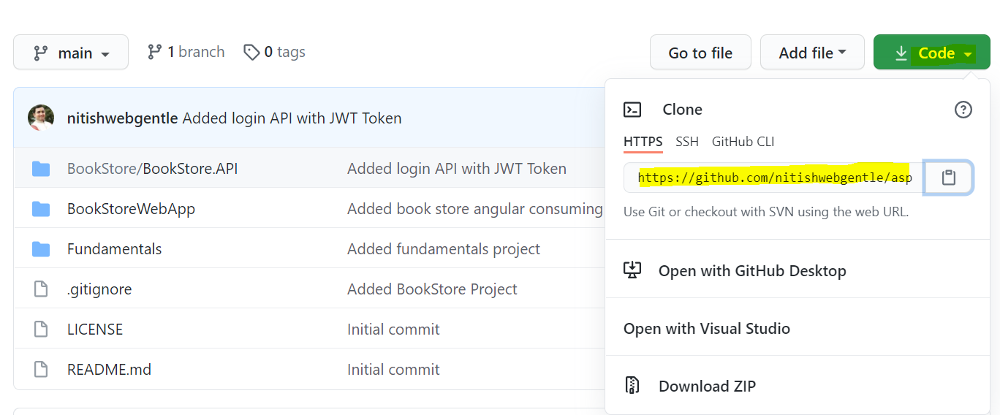 main
1 branch
0 tags
Go to file
Add file
Code
nitishwebgentle Added login API with JWT Token
BookStore/BookStore.API Added login API with JWT Token
BookStoreWebApp Added book store angular consuming
Fundamentals Added fundamentals project
.gitignore Added BookStore Project
LICENSE Initial commit
README.md Initial commit
Clone
HTTPS SSH GitHub CLI
https://github.com/nitishwebgentle/asp
Use Git or checkout with SVN using the web URL.
Open with GitHub Desktop
Open with Visual Studio
Download ZIP